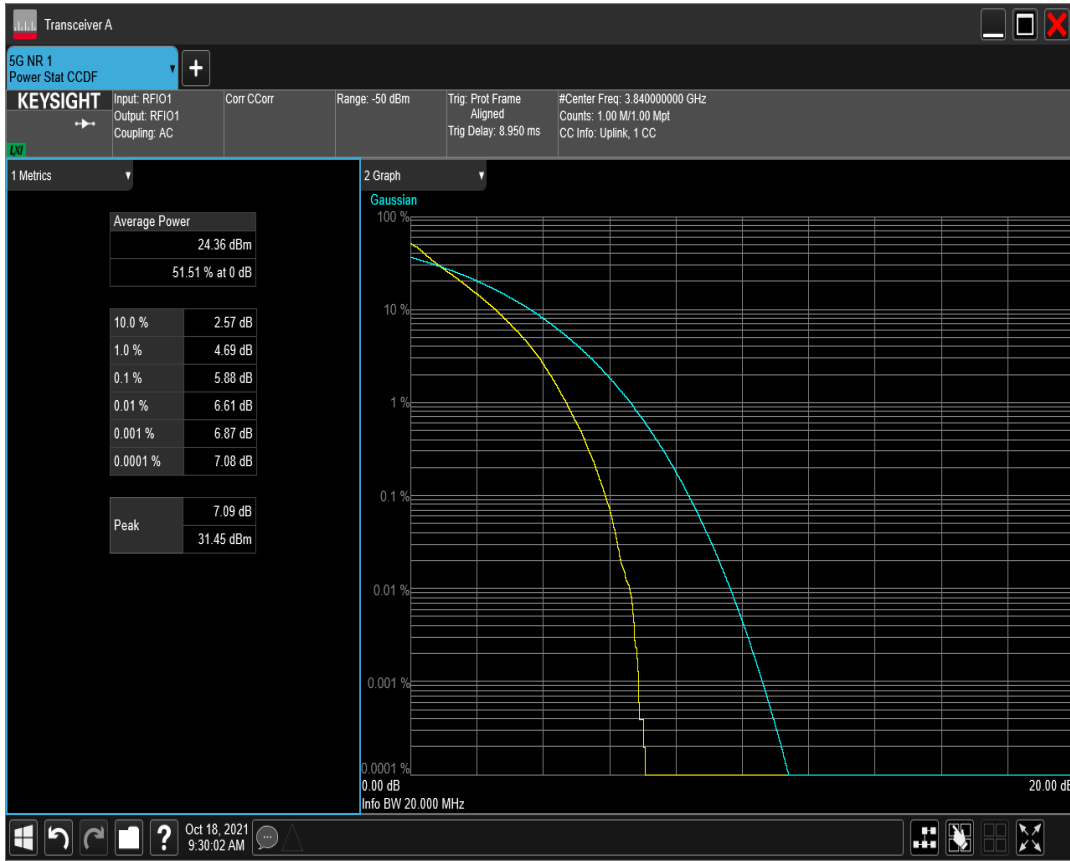 Transceiver A
5G NR 1
Power Stat CCDF
+
KEYSIGHT
LXI
Input: RFIO1
Output: RFIO1
Coupling: AC
Corr CCorr
Range: -50 dBm
Trig: Prot Frame
Aligned
Trig Delay: 8.950 ms
#Center Freq: 3.840000000 GHz
Counts: 1.00 M/1.00 Mpt
CC Info: Uplink, 1 CC
1 Metrics
Average Power
24.36 dBm
51.51 % at 0 dB
10.0 % 2.57 dB
1.0 % 4.69 dB
0.1 % 5.88 dB
0.01 % 6.61 dB
0.001 % 6.87 dB
0.0001 % 7.08 dB
Peak
7.09 dB
31.45 dBm
2 Graph
Gaussian
100 %
10 %
1 %
0.1 %
0.01 %
0.001 %
0.0001 %
0.00 dB 20.00 dB
Info BW 20.000 MHz
?
Oct 18, 2021
9:30:02 AM